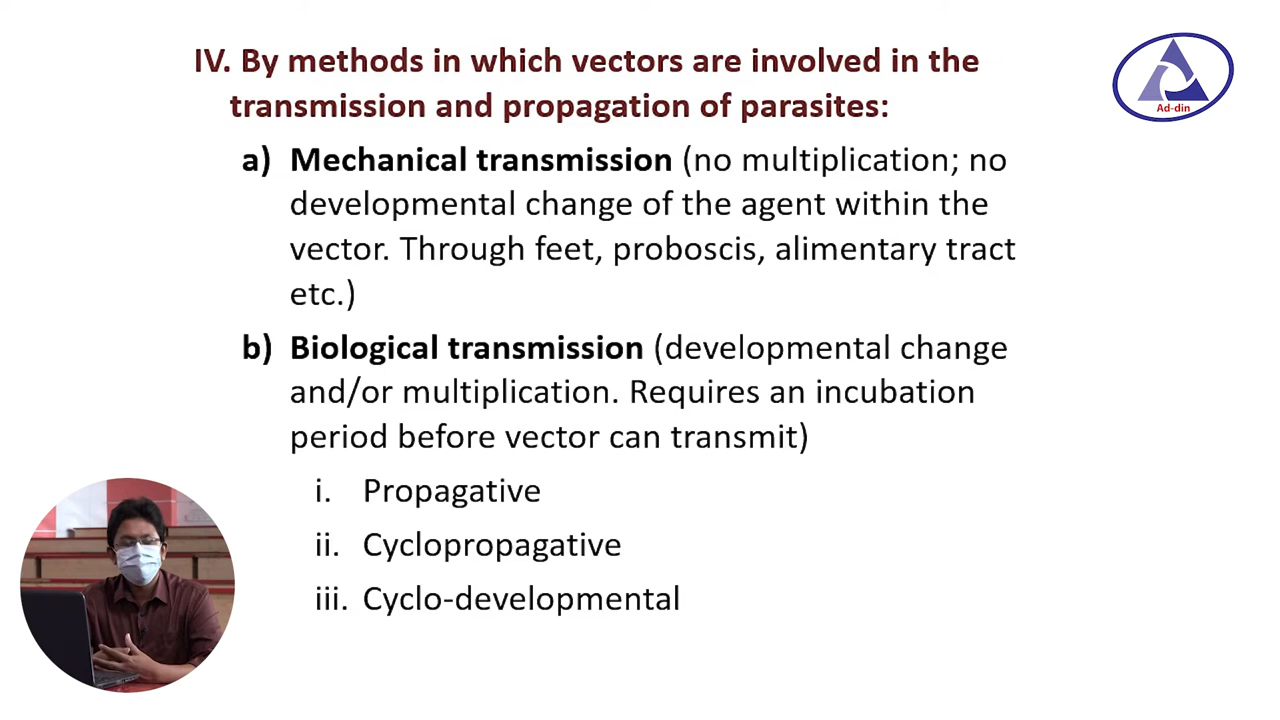 IV. By methods in which vectors are involved in the
transmission and propagation of parasites:
Ad-din
a) Mechanical transmission (no multiplication; no
developmental change of the agent within the
vector. Through feet, proboscis, alimentary tract
etc.)
b) Biological transmission (developmental change
and/or multiplication. Requires an incubation
period before vector can transmit)
i. Propagative
ii. Cyclopropagative
iii. Cyclo-developmental